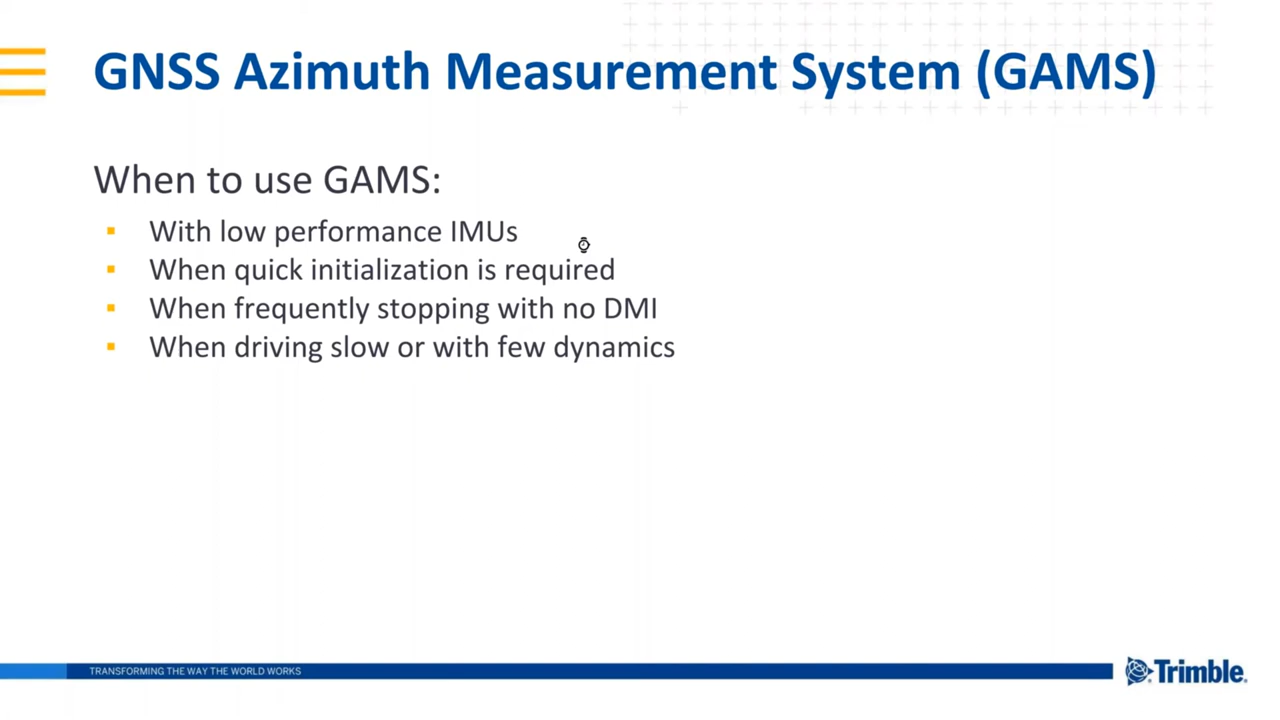 GNSS Azimuth Measurement System (GAMS)
When to use GAMS:
With low performance IMUs
When quick initialization is required
When frequently stopping with no DMI
When driving slow or with few dynamics
TRANSFORMING THE WAY THE WORLD WORKS
Trimble.